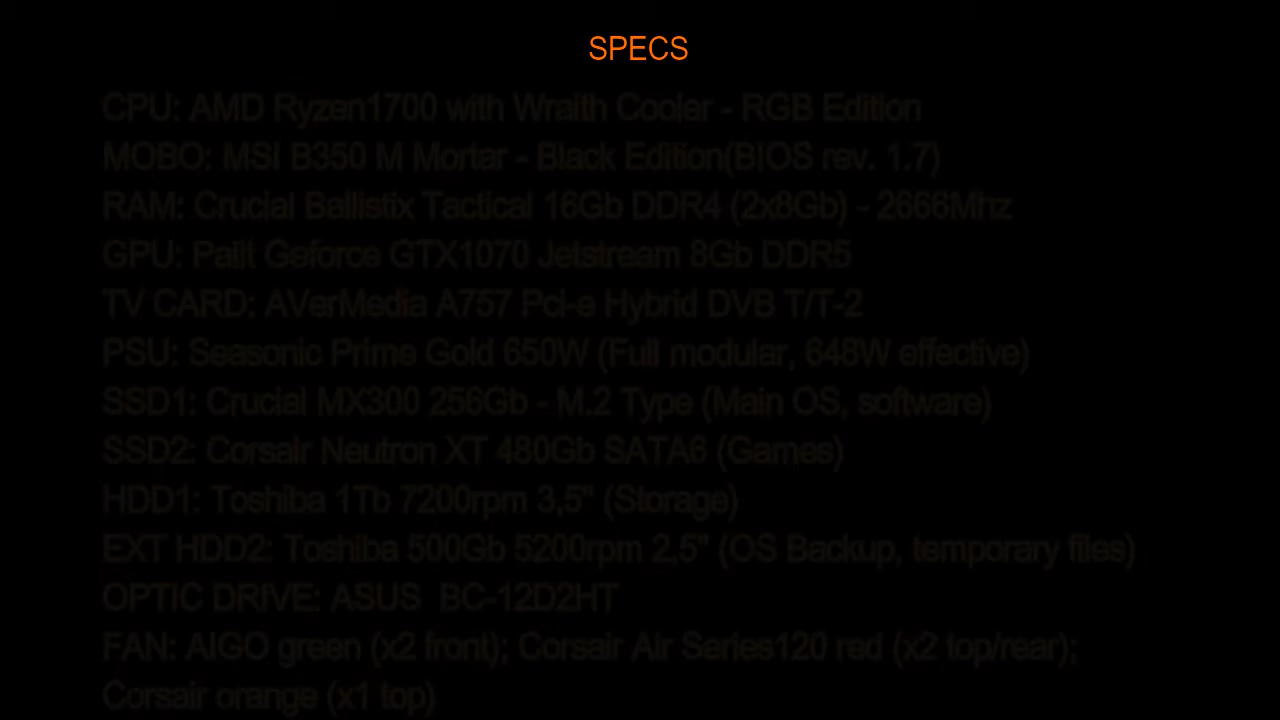 SPECS
CPU: AMD Ryzen1700 with Wraith Cooler - RGB Edition
MOBO: MSI B350 M Mortar - Black Edition(BIOS rev. 1.7)
RAM: Crucial Ballistix Tactical 16Gb DDR4 (2x8Gb) - 2666Mhz
GPU: Palit Geforce GTX1070 Jetstream 8Gb DDR5
TV CARD: AVerMedia A757 Pci-e Hybrid DVB T/T-2
PSU: Seasonic Prime Gold 650W (Full modular, 648W effective)
SSD1: Crucial MX300 256Gb - M.2 Type (Main OS, software)
SSD2: Corsair Neutron XT 480Gb SATA6 (Games)
HDD1: Toshiba 1Tb 7200rpm 3,5" (Storage)
EXT HDD2: Toshiba 500Gb 5200rpm 2,5" (OS Backup, temporary files)
OPTIC DRIVE: ASUS  BC-12D2HT
FAN: AIGO green (x2 front); Corsair Air Series120 red (x2 top/rear);
Corsair orange (x1 top)